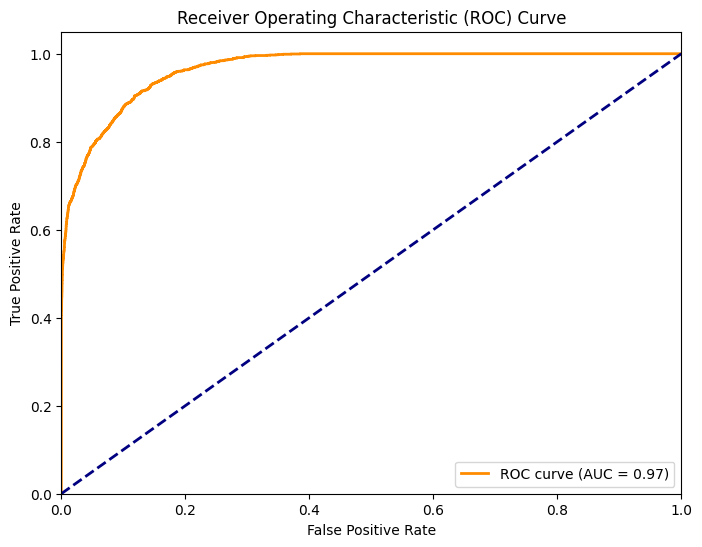 Receiver Operating Characteristic (ROC) Curve
True Positive Rate
1.0
0.8
0.6
0.4
0.2
0.0
ROC curve (AUC = 0.97)
0.0 0.2 0.4 0.6 0.8 1.0
False Positive Rate